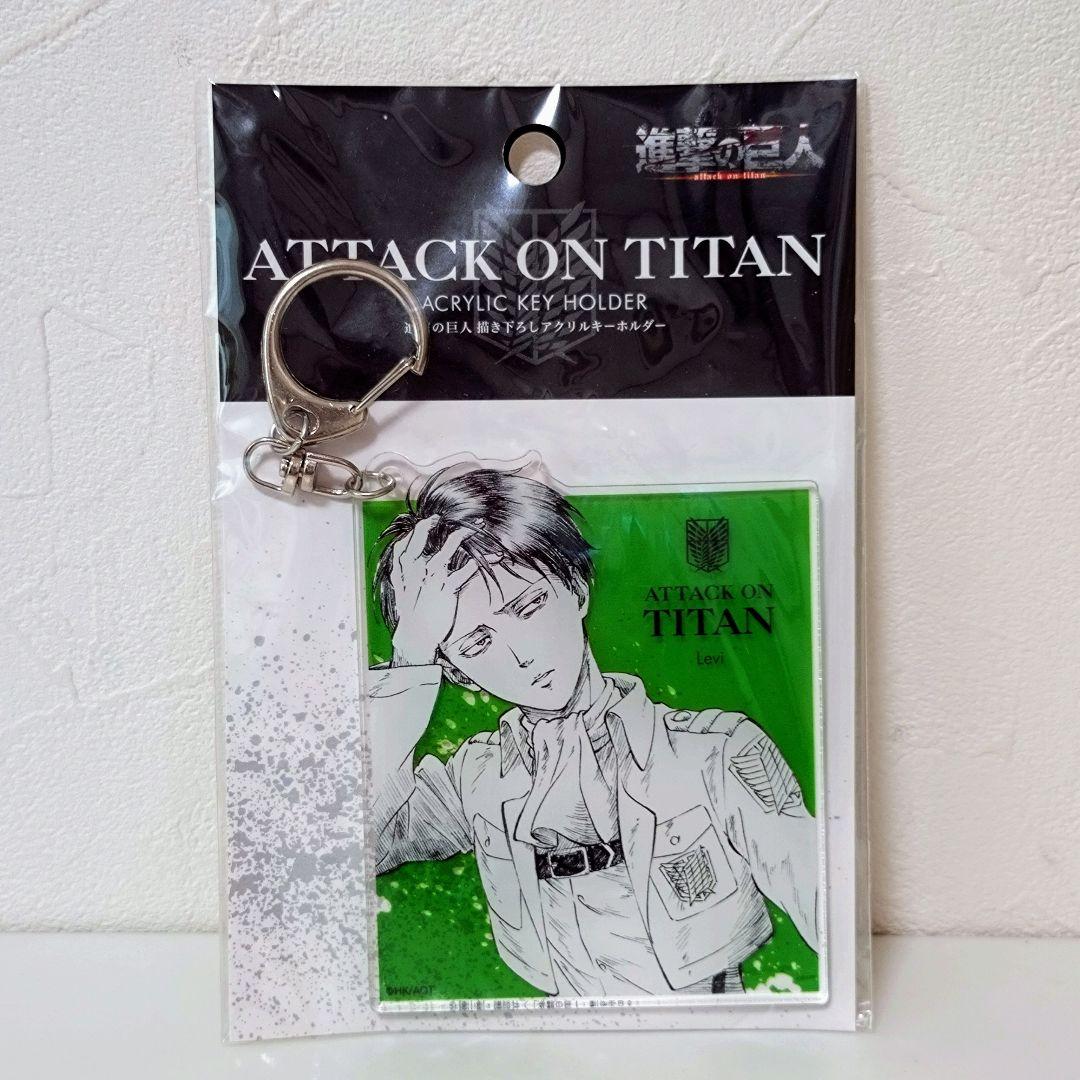 進撃の巨人
attack on titan
ATTACK ON TITAN
ACRYLIC KEY HOLDER
進撃の巨人 描き下ろしアクリルキーホルダー
ATTACK ON
TITAN
Levi
©HK/AOT